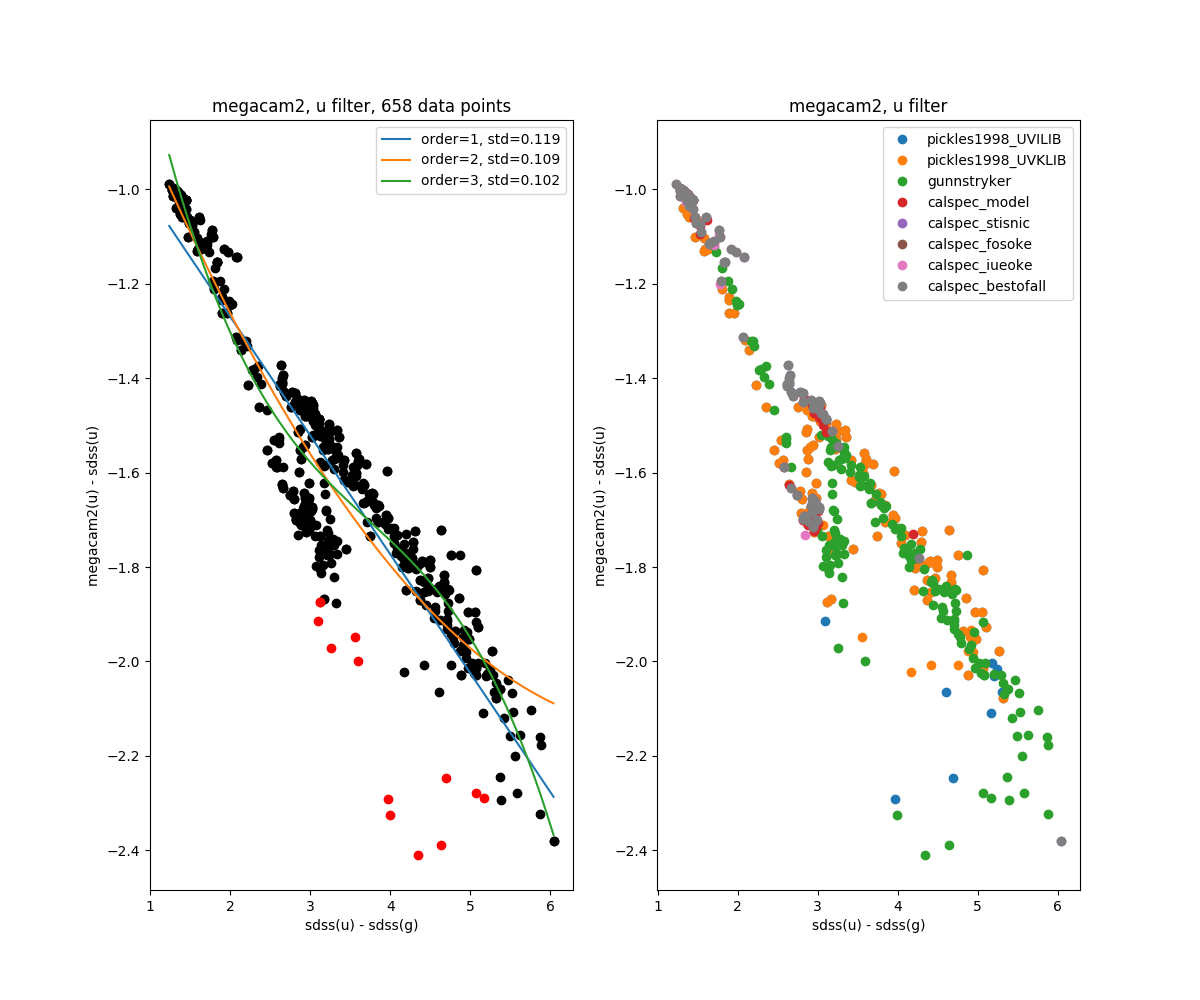 megacam2, u filter, 658 data points
order=1, std=0.119
order=2, std=0.109
order=3, std=0.102
−1.0
−1.2
−1.4
−1.6
−1.8
−2.0
−2.2
−2.4
megacam2(u) - sdss(u)
1 2 3 4 5 6
sdss(u) - sdss(g)
megacam2, u filter
pickles1998_UVILIB
pickles1998_UVKLIB
gunnstryker
calspec_model
calspec_stisnic
calspec_fosoke
calspec_iueoke
calspec_bestofall
−1.0
−1.2
−1.4
−1.6
−1.8
−2.0
−2.2
−2.4
megacam2(u) - sdss(u)
1 2 3 4 5 6
sdss(u) - sdss(g)